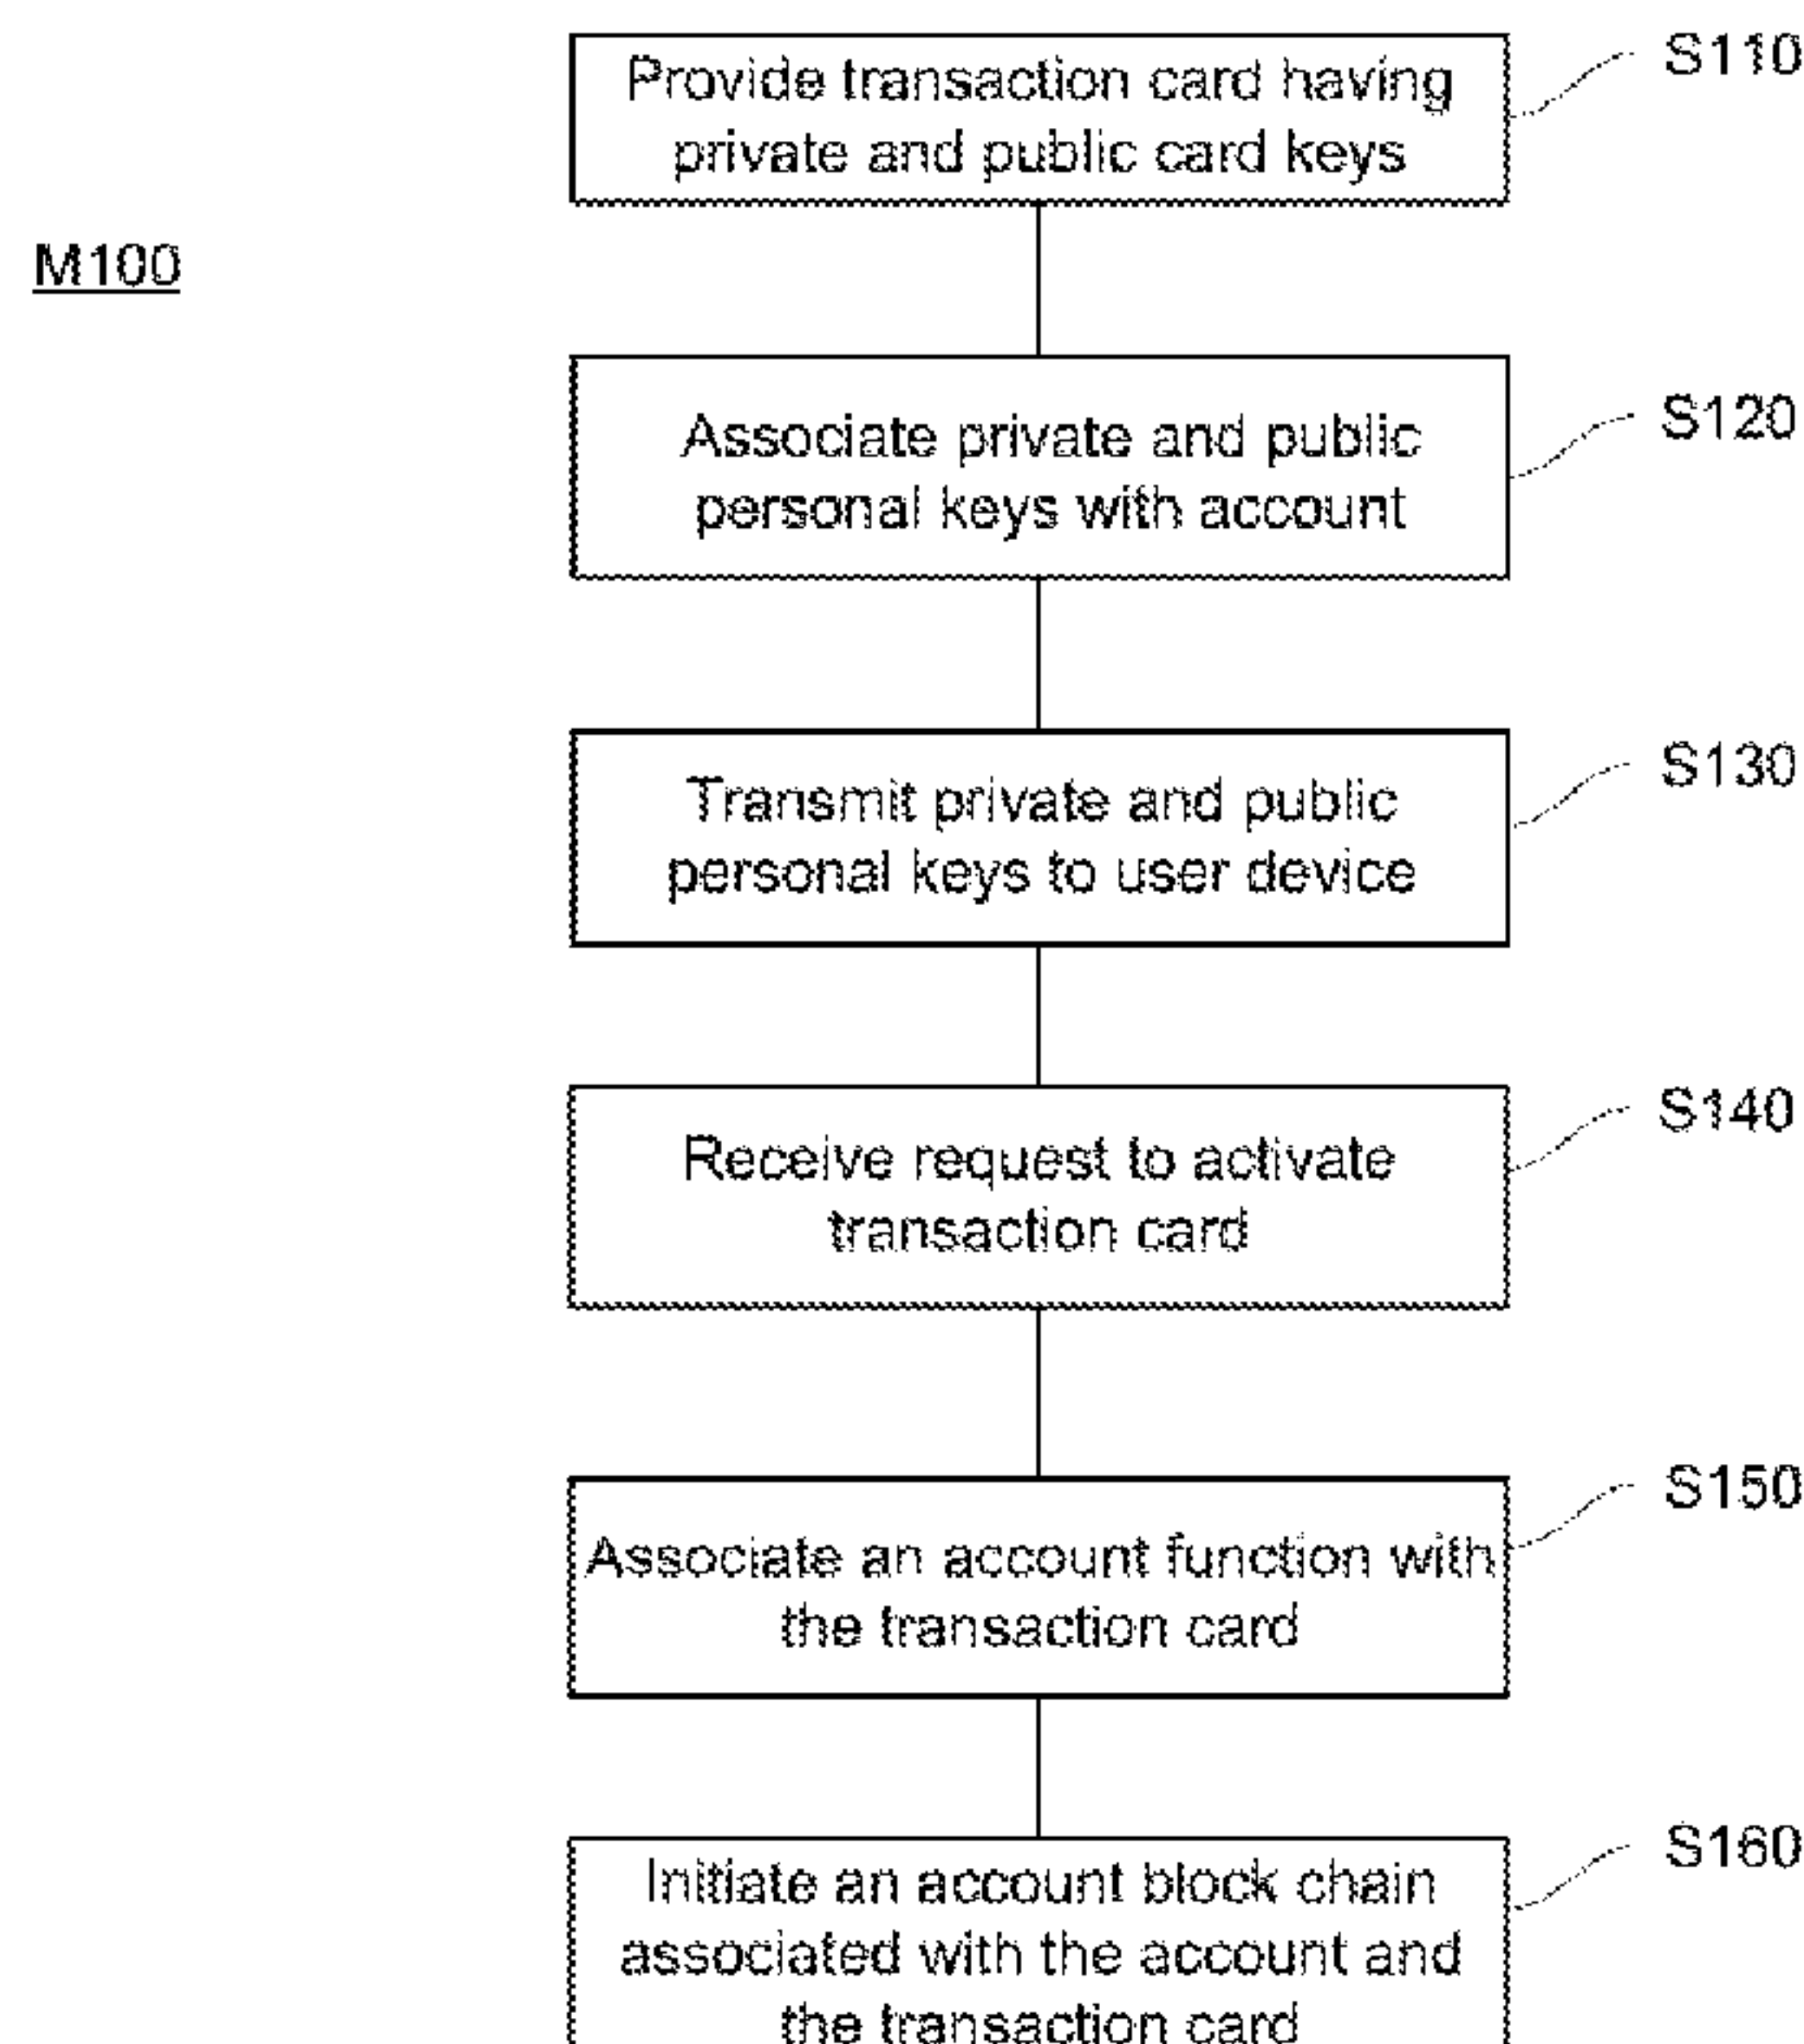 Provide transaction card having
private and public card keys
S110
M100
Associate private and public
personal keys with account
S120
Transmit private and public
personal keys to user device
S130
Receive request to activate
transaction card
S140
Associate an account function with
the transaction card
S150
Initiate an account block chain
associated with the account and
the transaction card
S160